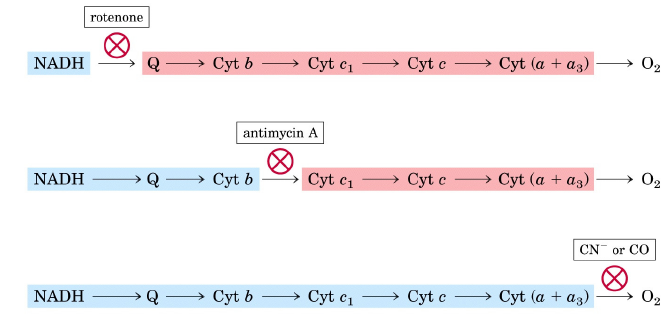 rotenone
NADH → Q → Cyt b → Cyt c₁ → Cyt c → Cyt (a + a₃) → O₂
antimycin A
NADH → Q → Cyt b → Cyt c₁ → Cyt c → Cyt (a + a₃) → O₂
CN⁻ or CO
NADH → Q → Cyt b → Cyt c₁ → Cyt c → Cyt (a + a₃) → O₂